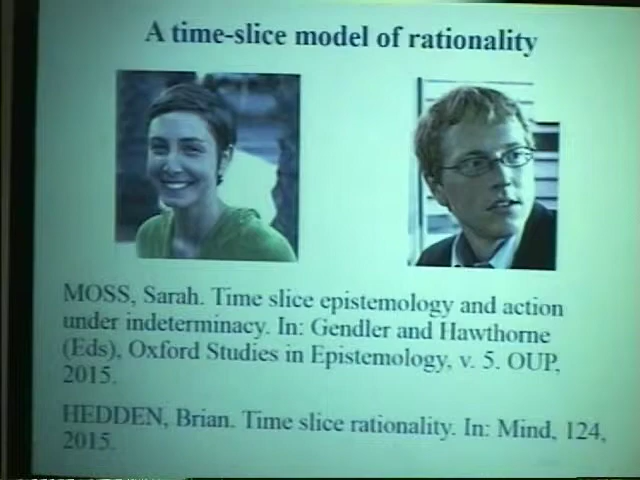 A time-slice model of rationality
MOSS, Sarah. Time slice epistemology and action
under indeterminacy. In: Gendler and Hawthorne
(Eds), Oxford Studies in Epistemology, v. 5. OUP,
2015.
HEDDEN, Brian. Time slice rationality. In: Mind, 124,
2015.